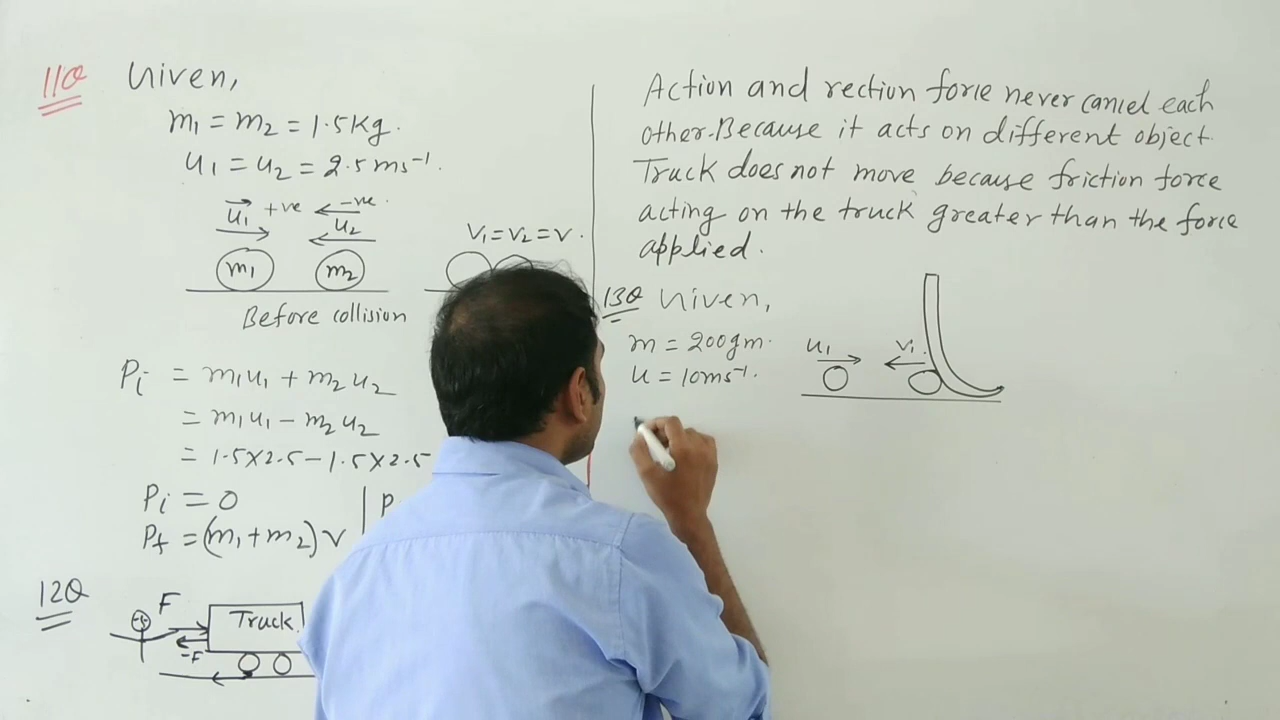 11Q Given,
m₁ = m₂ = 1.5 Kg.
u₁ = u₂ = 2.5 ms⁻¹.
u₁ +ve -ve
u₂
V₁=V₂=V.
m₁ m₂
Before collision
Pi = m₁u₁ + m₂u₂
= m₁u₁ - m₂u₂
= 1.5×2.5 - 1.5×2.5
Pi = 0
Pf = (m₁+m₂)V
P
12Q
F
Truck
-F
Action and rection force never cancel each
other. Because it acts on different object.
Truck does not move because friction force
acting on the truck greater than the force
applied.
13Q Given,
m = 200gm.
u = 10ms⁻¹.
u₁ v₁